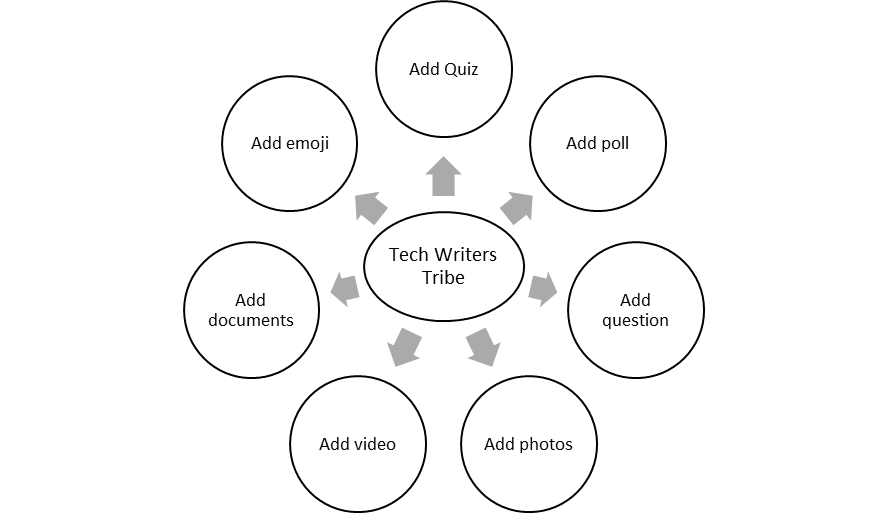 Add Quiz
Add emoji
Add poll
Tech Writers
Tribe
Add
documents
Add
question
Add video
Add photos